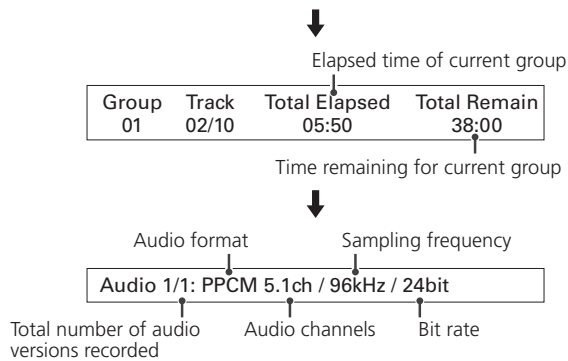 Elapsed time of current group
Group Track Total Elapsed Total Remain
01 02/10 05:50 38:00
Time remaining for current group
Audio format Sampling frequency
Audio 1/1: PPCM 5.1ch / 96kHz / 24bit
Total number of audio versions recorded
Audio channels
Bit rate